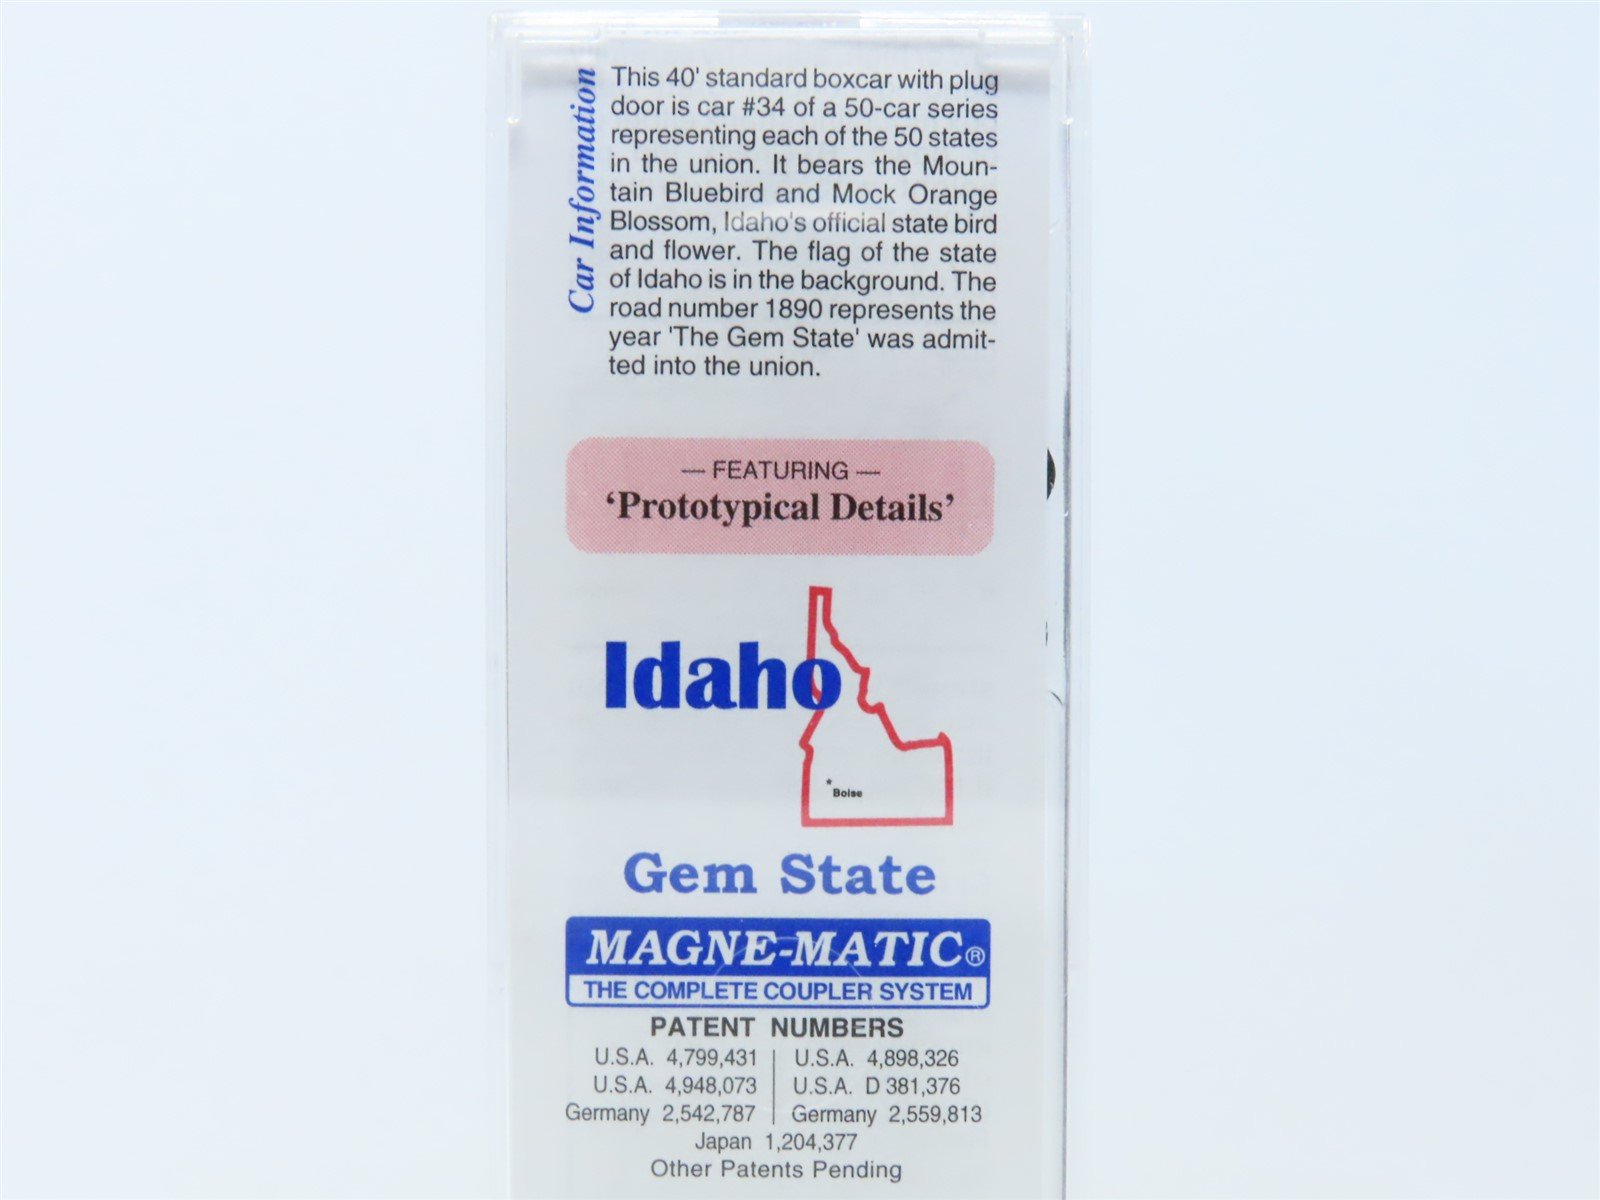 Car Information
This 40' standard boxcar with plug
door is car #34 of a 50-car series
representing each of the 50 states
in the union. It bears the Moun-
tain Bluebird and Mock Orange
Blossom, Idaho's official state bird
and flower. The flag of the state
of Idaho is in the background. The
road number 1890 represents the
year 'The Gem State' was admit-
ted into the union.
— FEATURING —
‘Prototypical Details’
Idaho
* Boise
Gem State
MAGNE-MATIC®
THE COMPLETE COUPLER SYSTEM
PATENT NUMBERS
U.S.A. 4,799,431 | U.S.A. 4,898,326
U.S.A. 4,948,073 | U.S.A. D 381,376
Germany 2,542,787 | Germany 2,559,813
Japan 1,204,377
Other Patents Pending